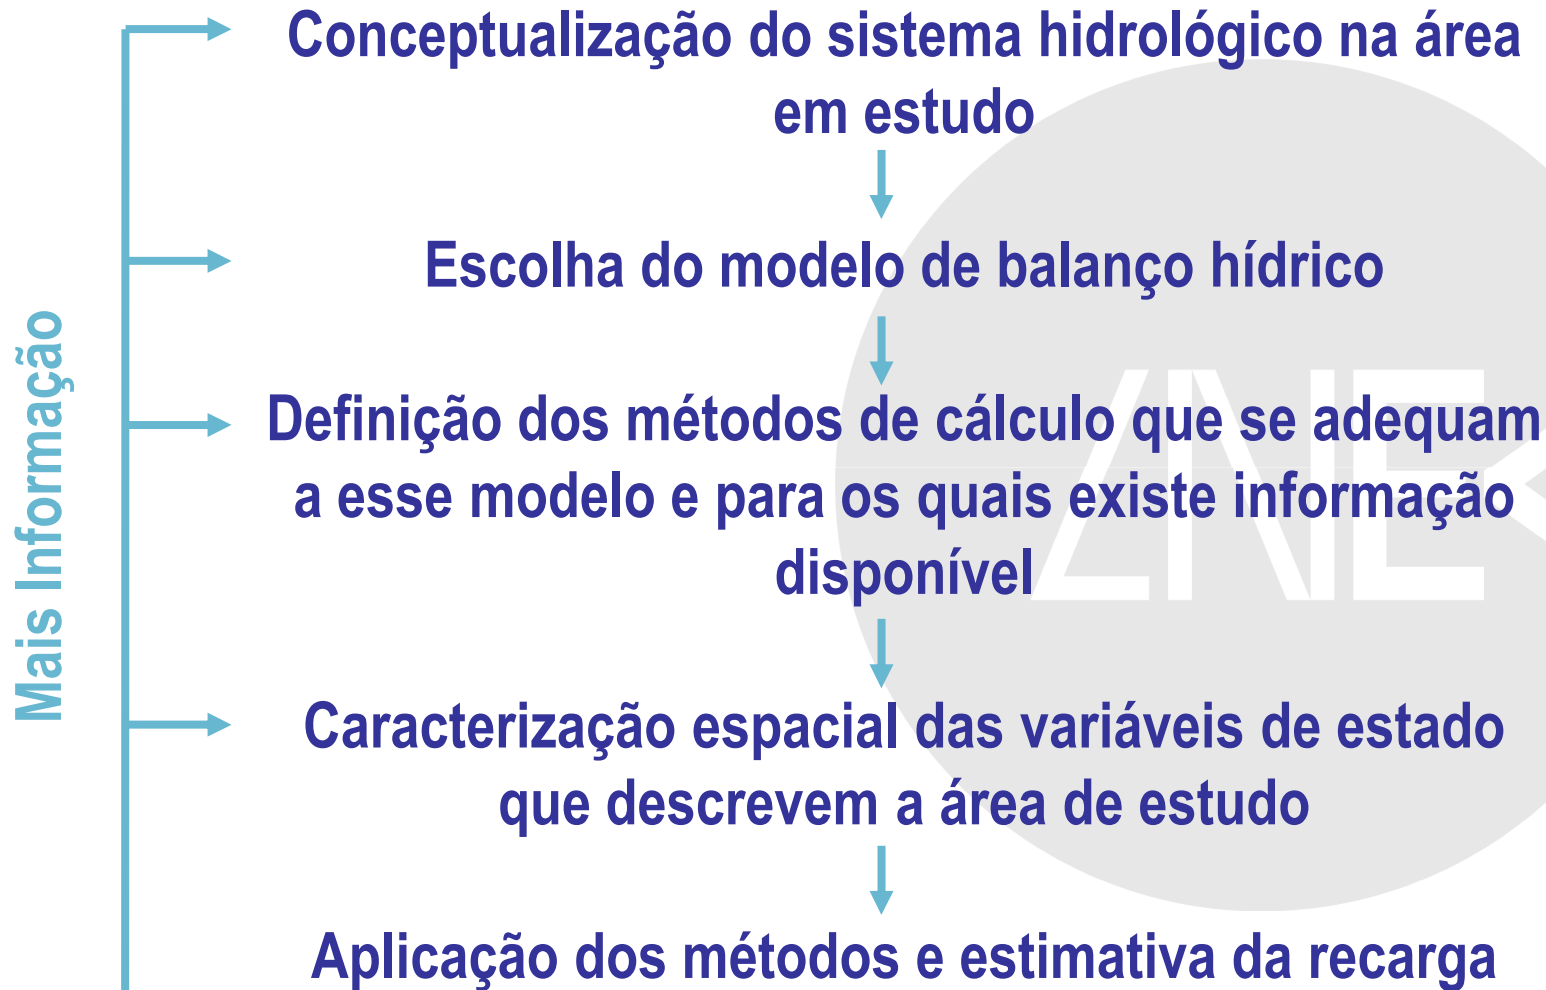 Conceptualização do sistema hidrológico na área
em estudo
Escolha do modelo de balanço hídrico
Definição dos métodos de cálculo que se adequam
a esse modelo e para os quais existe informação
disponível
Caracterização espacial das variáveis de estado
que descrevem a área de estudo
Aplicação dos métodos e estimativa da recarga
Mais Informação